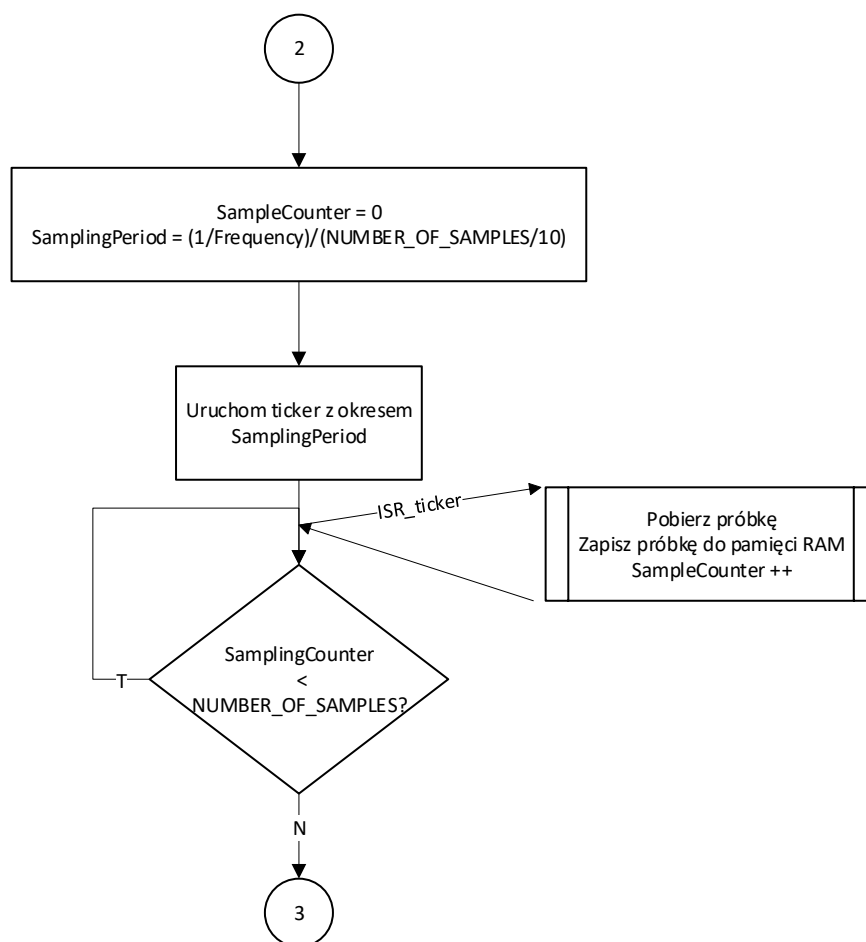 2
SampleCounter = 0
SamplingPeriod = (1/Frequency)/(NUMBER_OF_SAMPLES/10)
Uruchom ticker z okresem
SamplingPeriod
ISR_ticker
Pobierz próbkę
Zapisz próbkę do pamięci RAM
SampleCounter ++
SamplingCounter
<
NUMBER_OF_SAMPLES?
T
N
3